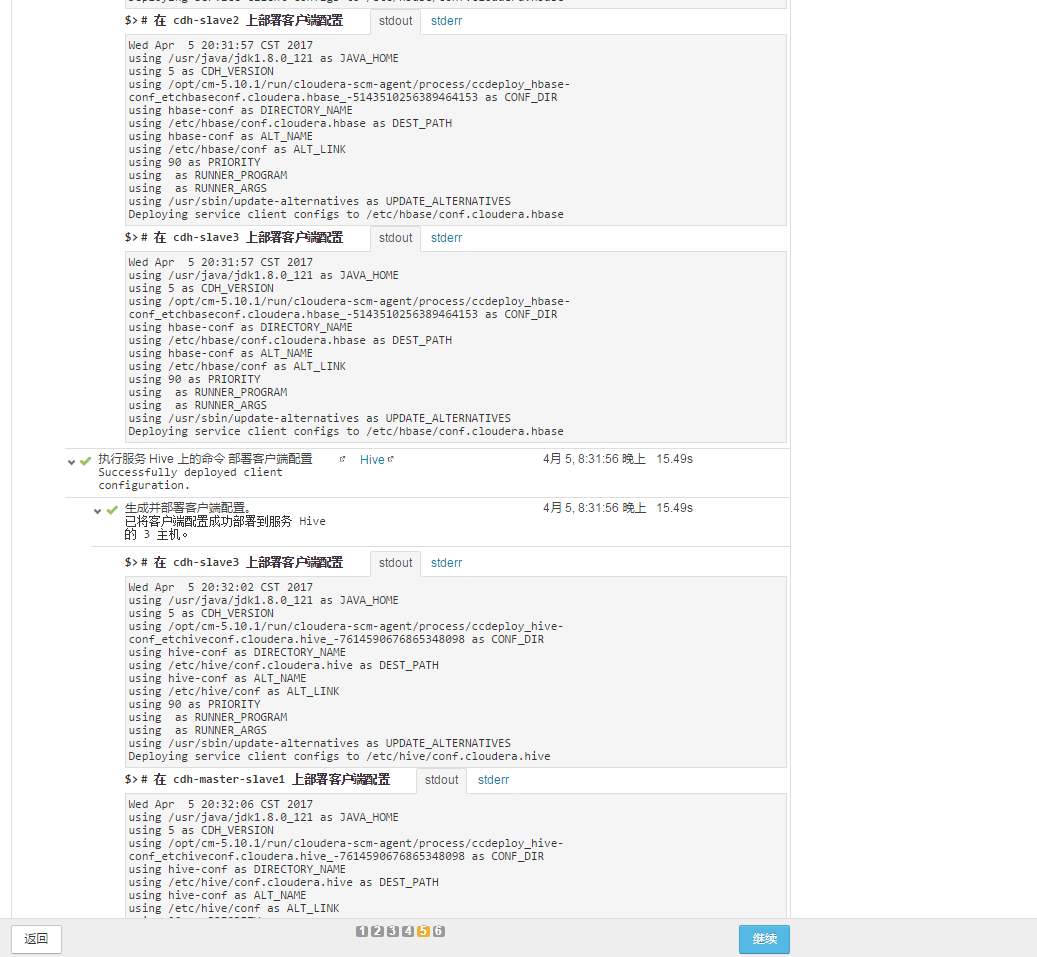 Deploying service client configs to /etc/hbase/conf.cloudera.hbase
$> # 在 cdh-slave2 上部署客户端配置 stdout stderr
Wed Apr  5 20:31:57 CST 2017
using /usr/java/jdk1.8.0_121 as JAVA_HOME
using 5 as CDH_VERSION
using /opt/cm-5.10.1/run/cloudera-scm-agent/process/ccdeploy_hbase-
conf_etchbaseconf.cloudera.hbase_-5143510256389464153 as CONF_DIR
using hbase-conf as DIRECTORY_NAME
using /etc/hbase/conf.cloudera.hbase as DEST_PATH
using hbase-conf as ALT_NAME
using /etc/hbase/conf as ALT_LINK
using 90 as PRIORITY
using  as RUNNER_PROGRAM
using  as RUNNER_ARGS
using /usr/sbin/update-alternatives as UPDATE_ALTERNATIVES
Deploying service client configs to /etc/hbase/conf.cloudera.hbase
$> # 在 cdh-slave3 上部署客户端配置 stdout stderr
Wed Apr  5 20:31:57 CST 2017
using /usr/java/jdk1.8.0_121 as JAVA_HOME
using 5 as CDH_VERSION
using /opt/cm-5.10.1/run/cloudera-scm-agent/process/ccdeploy_hbase-
conf_etchbaseconf.cloudera.hbase_-5143510256389464153 as CONF_DIR
using hbase-conf as DIRECTORY_NAME
using /etc/hbase/conf.cloudera.hbase as DEST_PATH
using hbase-conf as ALT_NAME
using /etc/hbase/conf as ALT_LINK
using 90 as PRIORITY
using  as RUNNER_PROGRAM
using  as RUNNER_ARGS
using /usr/sbin/update-alternatives as UPDATE_ALTERNATIVES
Deploying service client configs to /etc/hbase/conf.cloudera.hbase
执行服务 Hive 上的命令 部署客户端配置 Hive 4月 5, 8:31:56 晚上 15.49s
Successfully deployed client
configuration.
生成并部署客户端配置。 4月 5, 8:31:56 晚上 15.49s
已将客户端配置成功部署到服务 Hive
的 3 主机。
$> # 在 cdh-slave3 上部署客户端配置 stdout stderr
Wed Apr  5 20:32:02 CST 2017
using /usr/java/jdk1.8.0_121 as JAVA_HOME
using 5 as CDH_VERSION
using /opt/cm-5.10.1/run/cloudera-scm-agent/process/ccdeploy_hive-
conf_etchiveconf.cloudera.hive_-7614590676865348098 as CONF_DIR
using hive-conf as DIRECTORY_NAME
using /etc/hive/conf.cloudera.hive as DEST_PATH
using hive-conf as ALT_NAME
using /etc/hive/conf as ALT_LINK
using 90 as PRIORITY
using  as RUNNER_PROGRAM
using  as RUNNER_ARGS
using /usr/sbin/update-alternatives as UPDATE_ALTERNATIVES
Deploying service client configs to /etc/hive/conf.cloudera.hive
$> # 在 cdh-master-slave1 上部署客户端配置 stdout stderr
Wed Apr  5 20:32:06 CST 2017
using /usr/java/jdk1.8.0_121 as JAVA_HOME
using 5 as CDH_VERSION
using /opt/cm-5.10.1/run/cloudera-scm-agent/process/ccdeploy_hive-
conf_etchiveconf.cloudera.hive_-7614590676865348098 as CONF_DIR
using hive-conf as DIRECTORY_NAME
using /etc/hive/conf.cloudera.hive as DEST_PATH
using hive-conf as ALT_NAME
using /etc/hive/conf as ALT_LINK
返回 1 2 3 4 5 6 继续